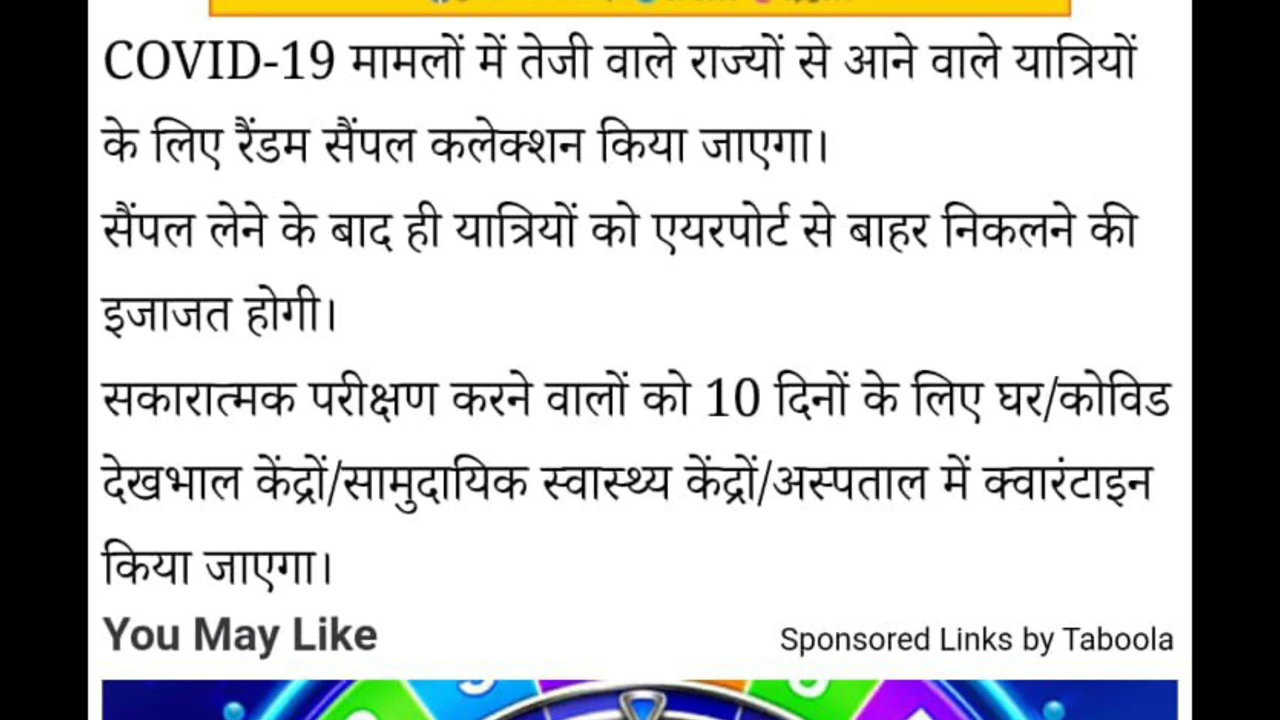 COVID-19 मामलों में तेजी वाले राज्यों से आने वाले यात्रियों
के लिए रैंडम सैंपल कलेक्शन किया जाएगा।
सैंपल लेने के बाद ही यात्रियों को एयरपोर्ट से बाहर निकलने की
इजाजत होगी।
सकारात्मक परीक्षण करने वालों को 10 दिनों के लिए घर/कोविड
देखभाल केंद्रों/सामुदायिक स्वास्थ्य केंद्रों/अस्पताल में क्वारंटाइन
किया जाएगा।
You May Like
Sponsored Links by Taboola